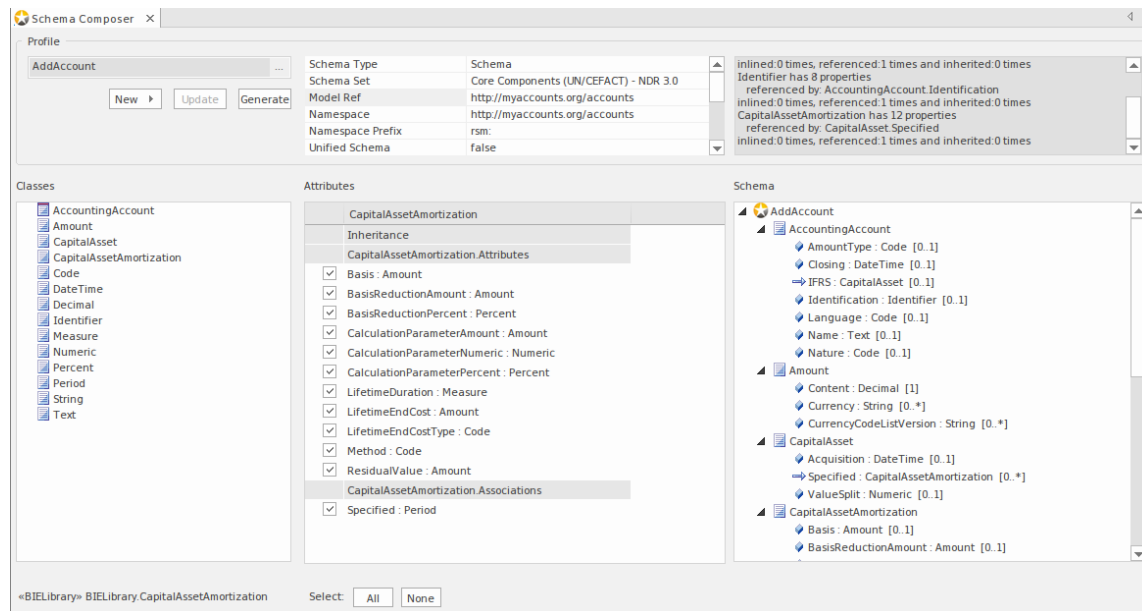 Schema Composer
Profile
AddAccount ...
New Update Generate
Schema Type Schema
Schema Set Core Components (UN/CEFACT) - NDR 3.0
Model Ref http://myaccounts.org/accounts
Namespace http://myaccounts.org/accounts
Namespace Prefix rsm:
Unified Schema false
inlined:0 times, referenced:1 times and inherited:0 times
Identifier has 8 properties
referenced by: AccountingAccount.Identification
inlined:0 times, referenced:1 times and inherited:0 times
CapitalAssetAmortization has 12 properties
referenced by: CapitalAsset.Specified
inlined:0 times, referenced:1 times and inherited:0 times
Classes
AccountingAccount
Amount
CapitalAsset
CapitalAssetAmortization
Code
DateTime
Decimal
Identifier
Measure
Numeric
Percent
Period
String
Text
Attributes
CapitalAssetAmortization
Inheritance
CapitalAssetAmortization.Attributes
Basis : Amount
BasisReductionAmount : Amount
BasisReductionPercent : Percent
CalculationParameterAmount : Amount
CalculationParameterNumeric : Numeric
CalculationParameterPercent : Percent
LifetimeDuration : Measure
LifetimeEndCost : Amount
LifetimeEndCostType : Code
Method : Code
ResidualValue : Amount
CapitalAssetAmortization.Associations
Specified : Period
Schema
AddAccount
AccountingAccount
AmountType : Code [0..1]
Closing : DateTime [0..1]
IFRS : CapitalAsset [0..1]
Identification : Identifier [0..1]
Language : Code [0..1]
Name : Text [0..1]
Nature : Code [0..1]
Amount
Content : Decimal [1]
Currency : String [0..*]
CurrencyCodeListVersion : String [0..*]
CapitalAsset
Acquisition : DateTime [0..1]
Specified : CapitalAssetAmortization [0..*]
ValueSplit : Numeric [0..1]
CapitalAssetAmortization
Basis : Amount [0..1]
BasisReductionAmount : Amount [0..1]
«BIELibrary» BIELibrary.CapitalAssetAmortization
Select: All None